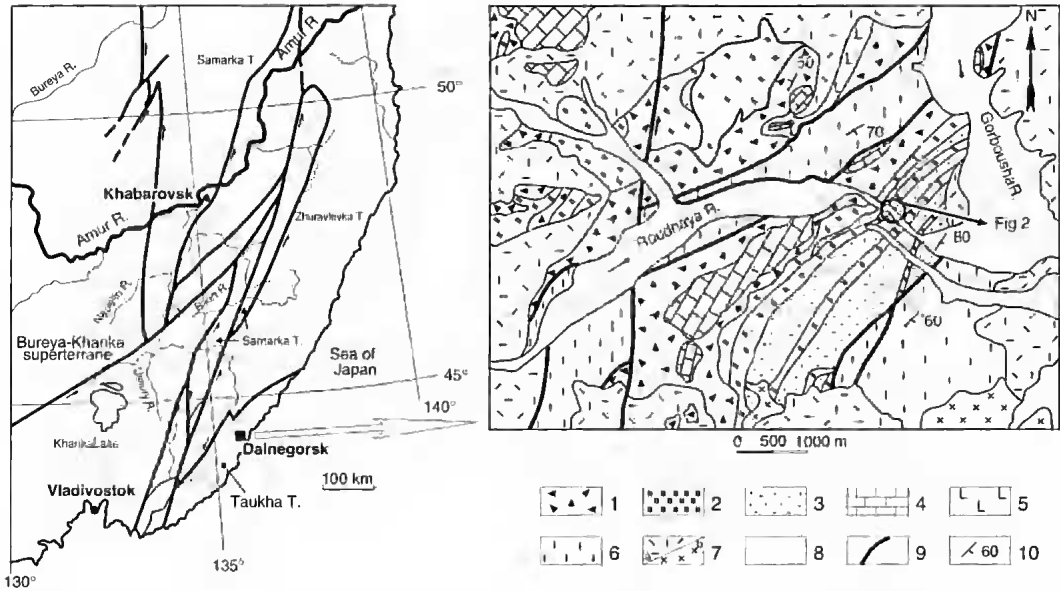 Bureya R.
Samarka T.
Amur R.
50°
Khabarovsk
Amur R.
Zhuravlevka T.
Bikin R.
Bureya-Khanka
superterrane
Samarka T.
Sea of
Japan
45°
140°
Khanka Lake
Dalnegorsk
100 km
Vladivostok
Taukha T.
130°
135°
N
50
L
L
70
Gorbousha R.
Roudnaya R.
Fig 2
80
60
0 500 1000 m
1
2
3
4
L L
L
5
6
a
b
7
8
9
60
10